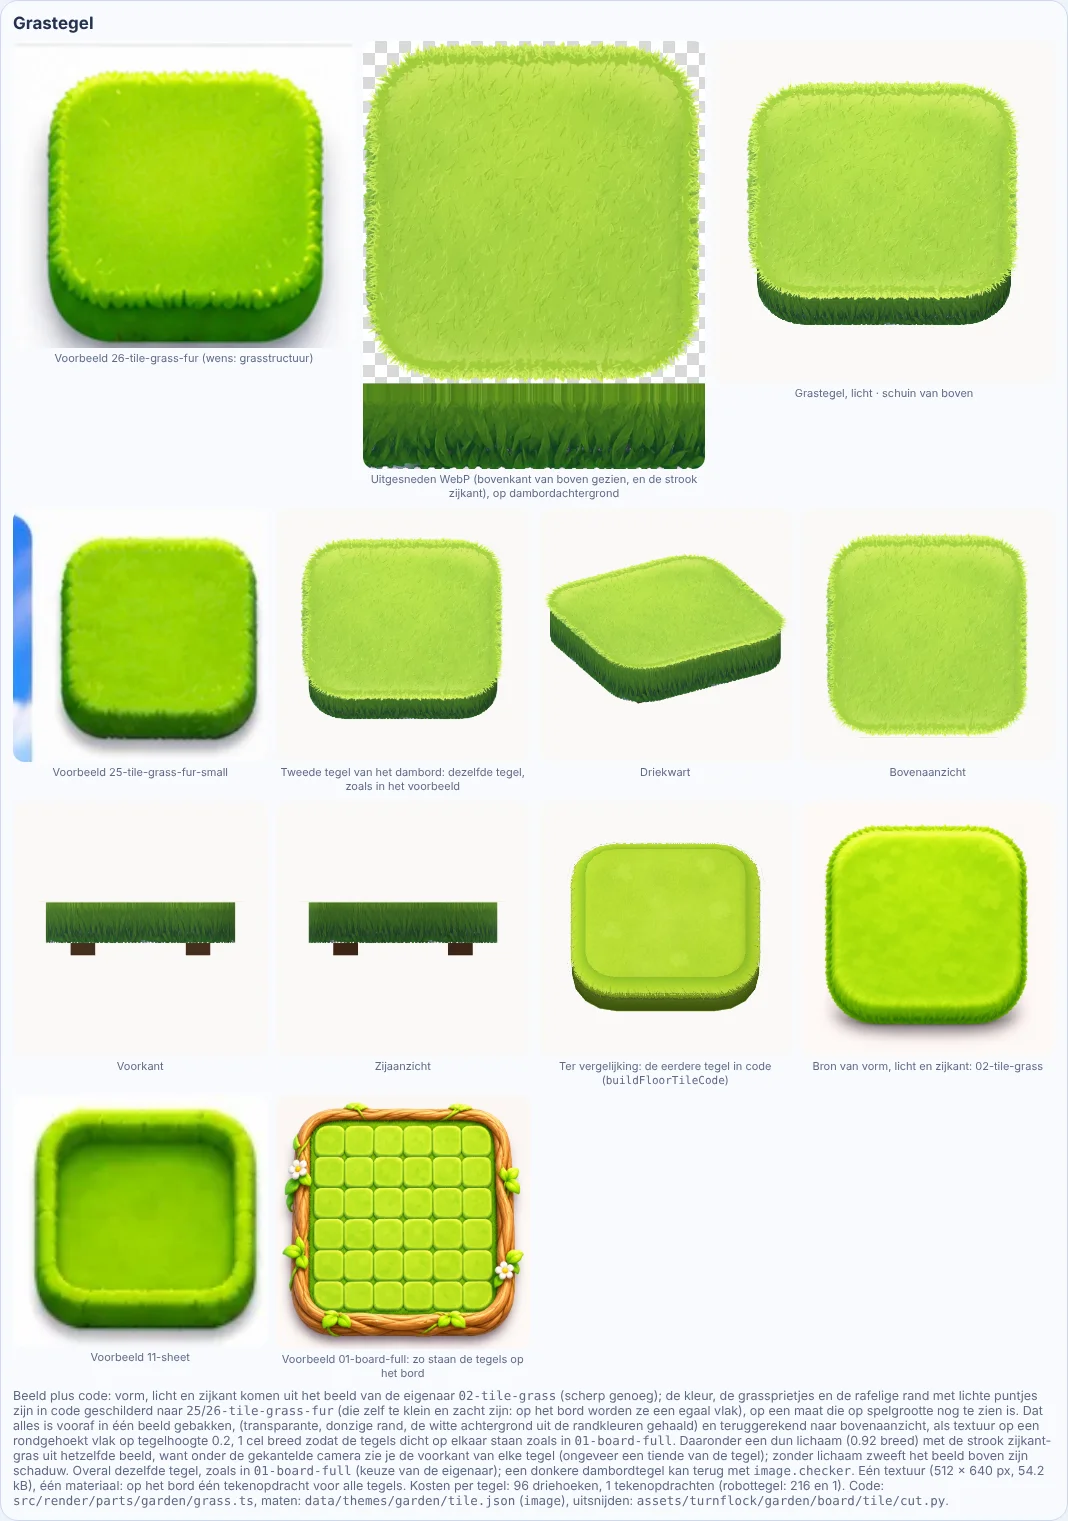 Grastegel
Voorbeeld 26-tile-grass-fur (wens: grasstructuur)
Uitgesneden WebP (bovenkant van boven gezien, en de strook
zijkant), op dambordachtergrond
Grastegel, licht · schuin van boven
Voorbeeld 25-tile-grass-fur-small
Tweede tegel van het dambord: dezelfde tegel,
zoals in het voorbeeld
Driekwart
Bovenaanzicht
Voorkant
Zijaanzicht
Ter vergelijking: de eerdere tegel in code
(buildFloorTileCode)
Bron van vorm, licht en zijkant: 02-tile-grass
Voorbeeld 11-sheet
Voorbeeld 01-board-full: zo staan de tegels op
het bord
Beeld plus code: vorm, licht en zijkant komen uit het beeld van de eigenaar 02-tile-grass (scherp genoeg); de kleur, de grassprietjes en de rafelige rand met lichte puntjes
zijn in code geschilderd naar 25/26-tile-grass-fur (die zelf te klein en zacht zijn: op het bord worden ze een egaal vlak), op een maat die op spelgrootte nog te zien is. Dat
alles is vooraf in één beeld gebakken, (transparante, donzige rand, de witte achtergrond uit de randkleuren gehaald) en teruggerekend naar bovenaanzicht, als textuur op een
rondgehoekt vlak op tegelhoogte 0.2, 1 cel breed zodat de tegels dicht op elkaar staan zoals in 01-board-full. Daaronder een dun lichaam (0.92 breed) met de strook zijkant-
gras uit hetzelfde beeld, want onder de gekantelde camera zie je de voorkant van elke tegel (ongeveer een tiende van de tegel); zonder lichaam zweeft het beeld boven zijn
schaduw. Overal dezelfde tegel, zoals in 01-board-full (keuze van de eigenaar); een donkere dambordtegel kan terug met image.checker. Eén textuur (512 × 640 px, 54.2
kB), één materiaal: op het bord één tekenopdracht voor alle tegels. Kosten per tegel: 96 driehoeken, 1 tekenopdrachten (robottegel: 216 en 1). Code:
src/render/parts/garden/grass.ts, maten: data/themes/garden/tile.json (image), uitsnijden: assets/turnflock/garden/board/tile/cut.py.